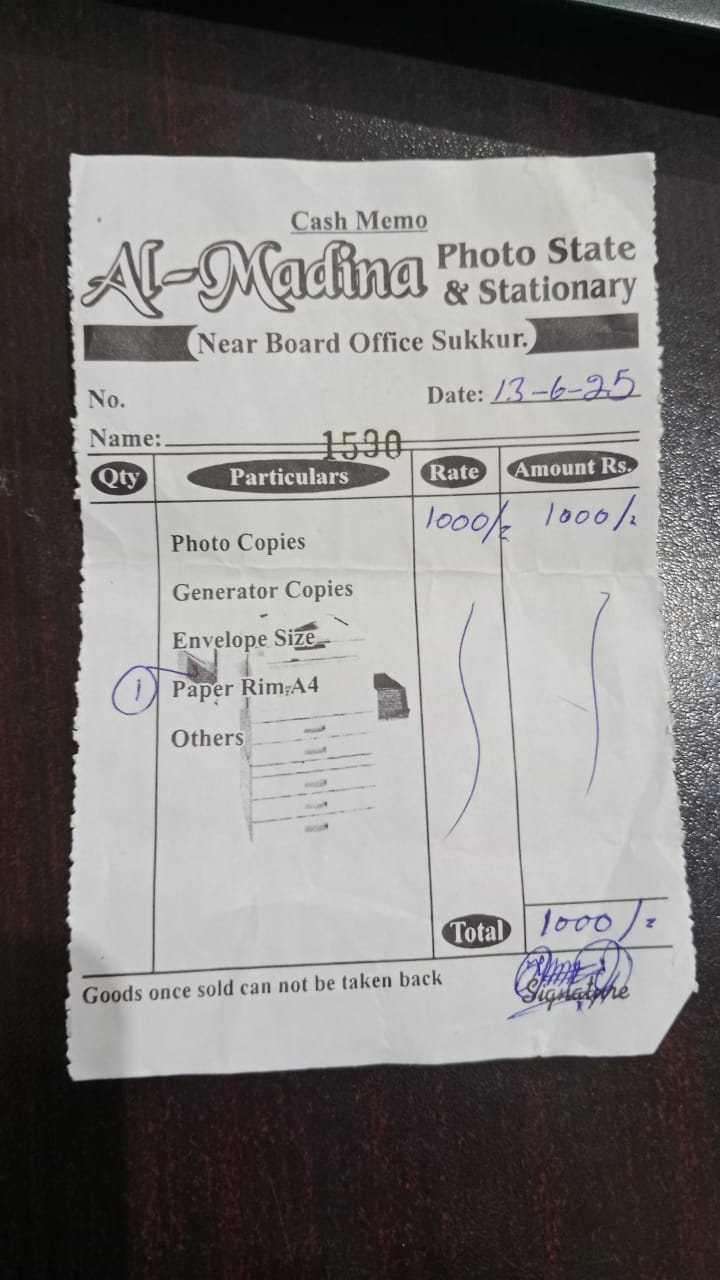 Cash Memo
Al-Madina Photo State
& Stationary
Near Board Office Sukkur.
No.
Date: 13-6-25
Name:
1590
Qty Particulars Rate Amount Rs.
1000/= 1000/=
Photo Copies
Generator Copies
Envelope Size
1 Paper Rim A4
Others
Total 1000/=
Goods once sold can not be taken back
Signature